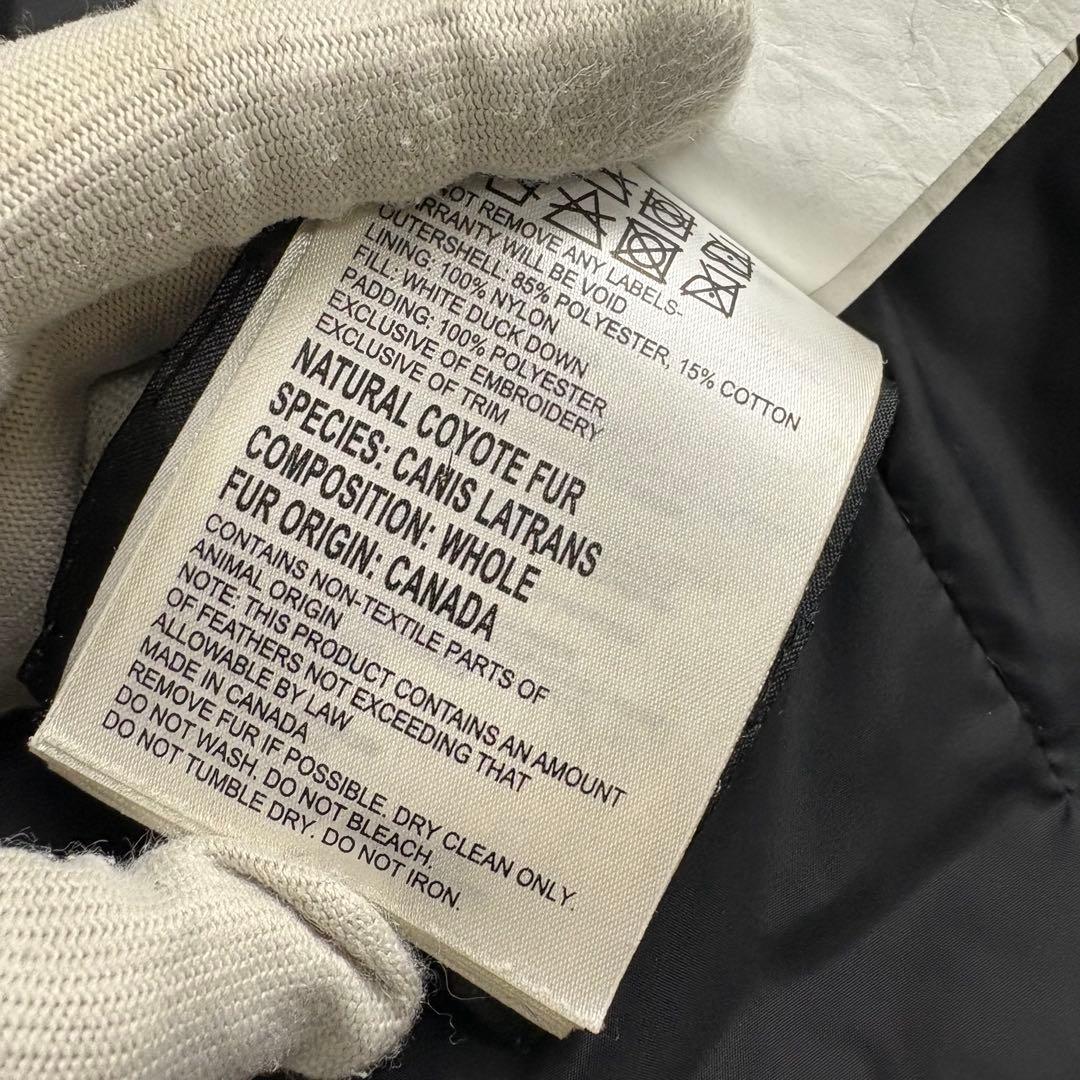 NOT REMOVE ANY LABELS-
WARRANTY WILL BE VOID
OUTERSHELL: 85% POLYESTER, 15% COTTON
LINING: 100% NYLON
FILL: WHITE DUCK DOWN
PADDING: 100% POLYESTER
EXCLUSIVE OF EMBROIDERY
EXCLUSIVE OF TRIM
NATURAL COYOTE FUR
SPECIES: CANIS LATRANS
COMPOSITION: WHOLE
FUR ORIGIN: CANADA
CONTAINS NON-TEXTILE PARTS OF
ANIMAL ORIGIN
NOTE: THIS PRODUCT CONTAINS AN AMOUNT
OF FEATHERS NOT EXCEEDING THAT
ALLOWABLE BY LAW
MADE IN CANADA
REMOVE FUR IF POSSIBLE. DRY CLEAN ONLY.
DO NOT WASH. DO NOT BLEACH.
DO NOT TUMBLE DRY. DO NOT IRON.